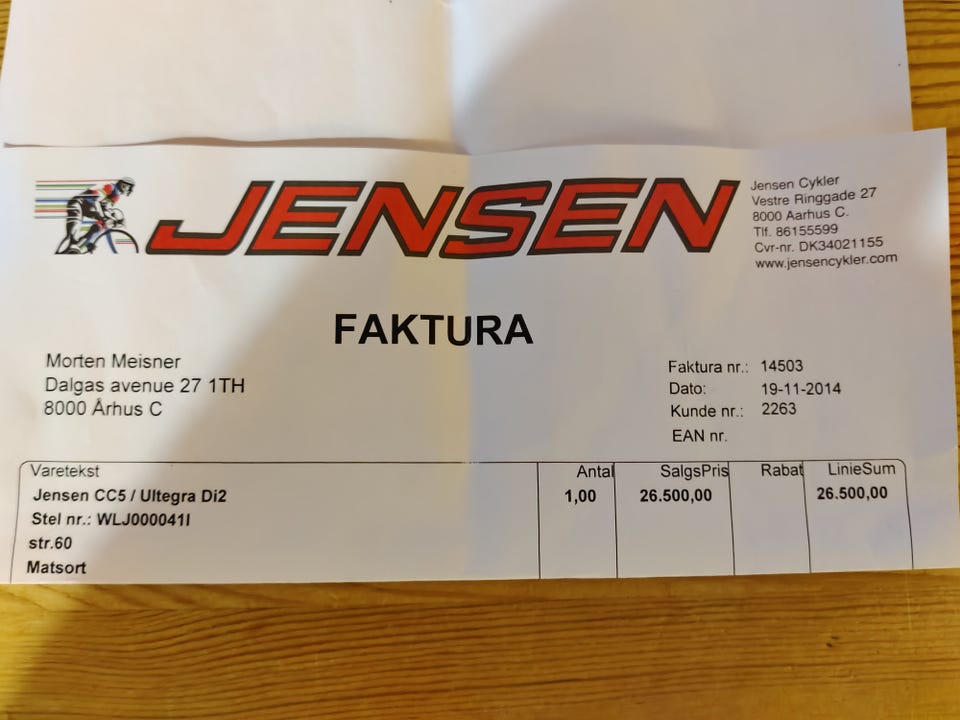 JENSEN
Jensen Cykler
Vestre Ringgade 27
8000 Aarhus C.
Tlf. 86155599
Cvr-nr. DK34021155
www.jensencykler.com
FAKTURA
Morten Meisner
Dalgas avenue 27 1TH
8000 Århus C
Faktura nr.: 14503
Dato: 19-11-2014
Kunde nr.: 2263
EAN nr.
Varetekst Antal SalgsPris Rabat LinieSum
Jensen CC5 / Ultegra Di2 1,00 26.500,00 26.500,00
Stel nr.: WLJ000041I
str.60
Matsort